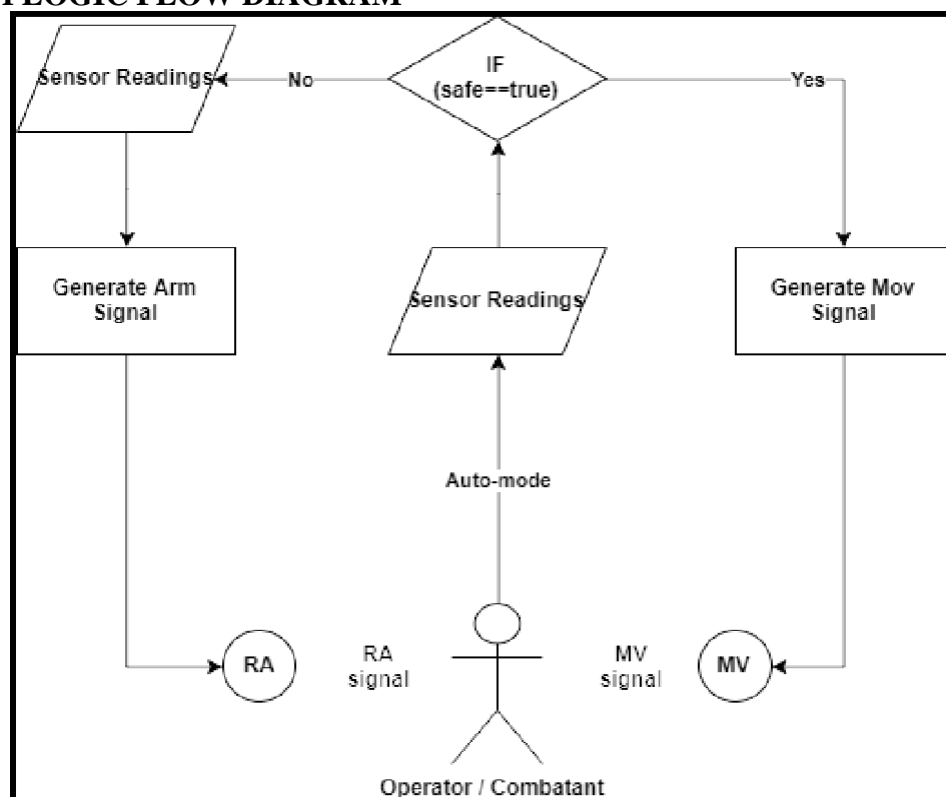 LOGIC FLOW DIAGRAM
Sensor Readings
No
IF
(safe==true)
Yes
Generate Arm
Signal
Sensor Readings
Generate Mov
Signal
Auto-mode
RA
RA
signal
MV
signal
MV
Operator / Combatant